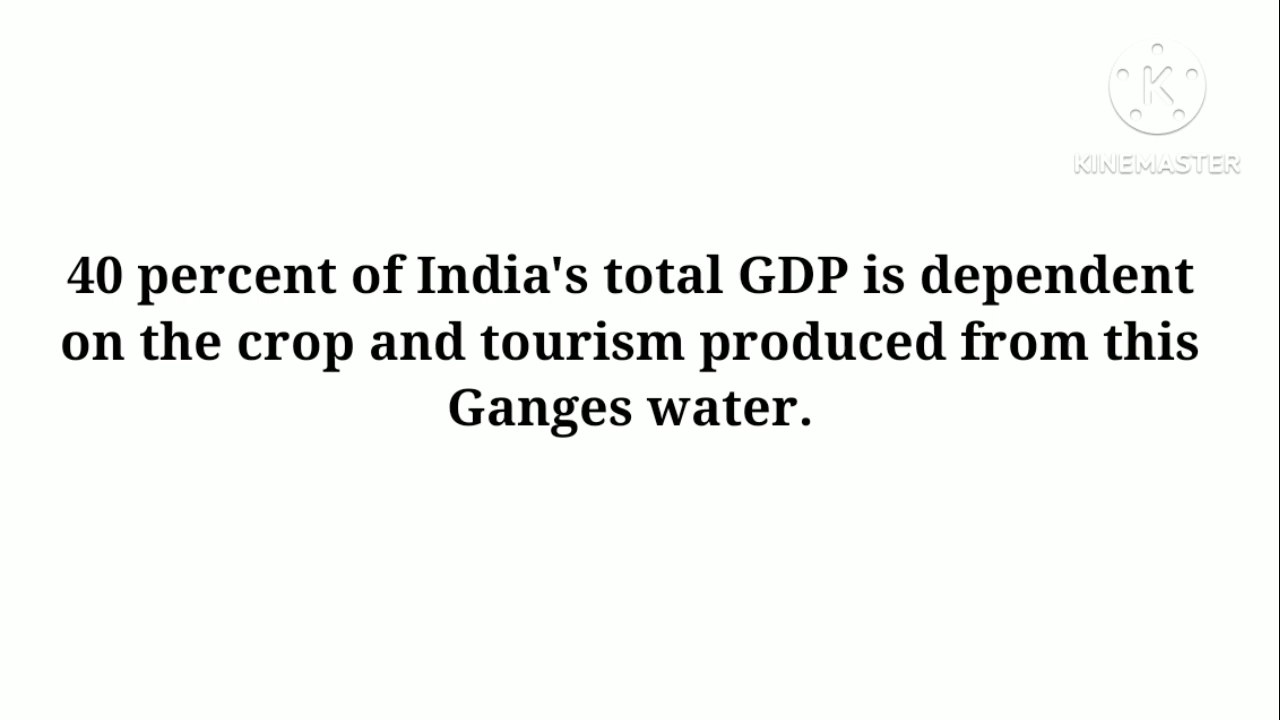 KINEMASTER
40 percent of India's total GDP is dependent
on the crop and tourism produced from this
Ganges water.